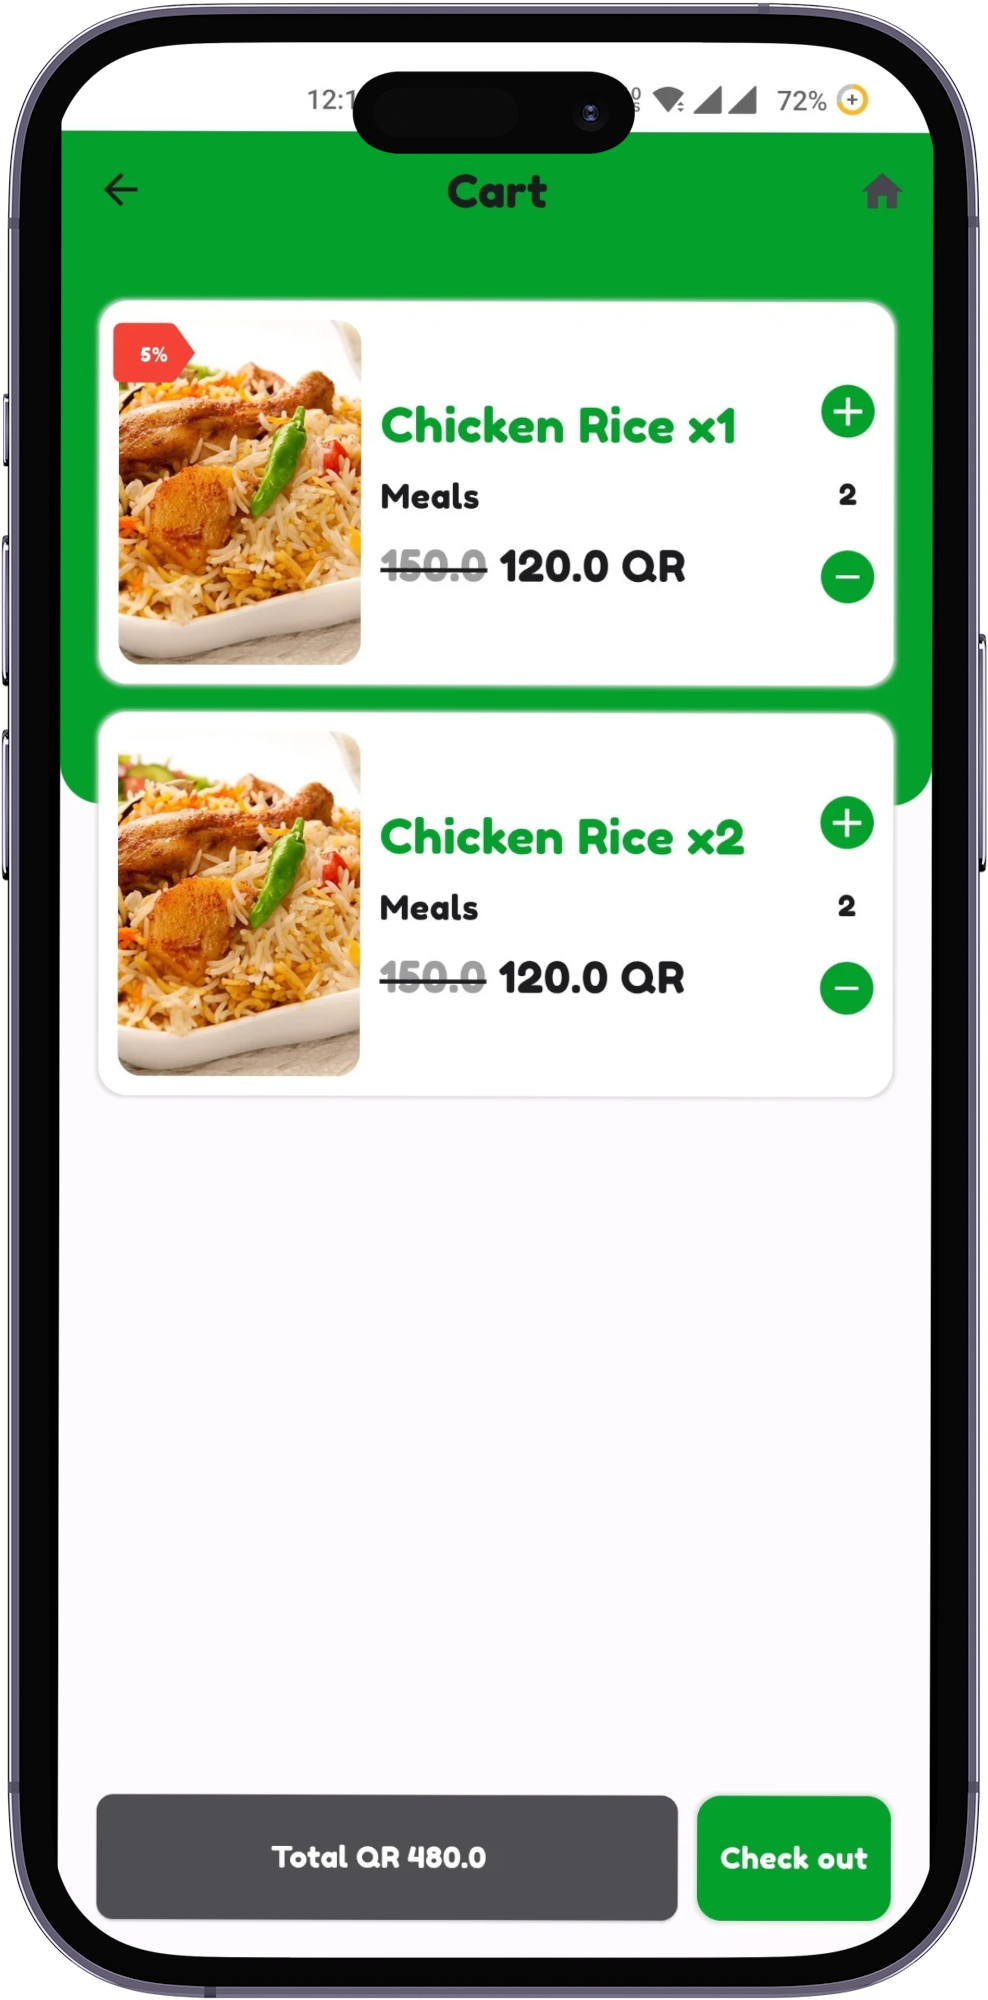 12:1
72%
Cart
5%
Chicken Rice x1
Meals
2
150.0 120.0 QR
Chicken Rice x2
Meals
2
150.0 120.0 QR
Total QR 480.0
Check out